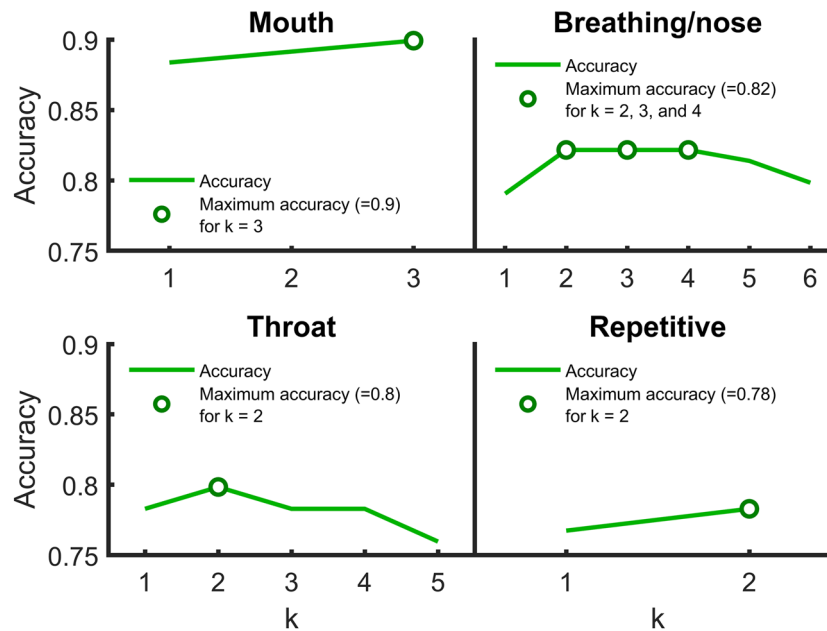 Mouth
Breathing/nose
0.9
0.85
0.8
0.75
Accuracy
Accuracy
Maximum accuracy (=0.9)
for k = 3
1 2 3
Accuracy
Maximum accuracy (=0.82)
for k = 2, 3, and 4
1 2 3 4 5 6
Throat
Repetitive
0.9
0.85
0.8
0.75
Accuracy
Accuracy
Maximum accuracy (=0.8)
for k = 2
1 2 3 4 5
k
Accuracy
Maximum accuracy (=0.78)
for k = 2
1 2
k